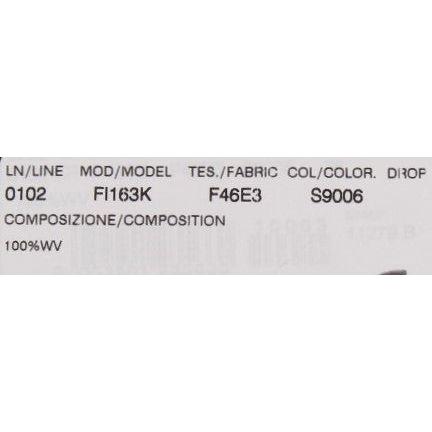 LN/LINE MOD/MODEL TES./FABRIC COL/COLOR. DROP
0102 FI163K F46E3 S9006
COMPOSIZIONE/COMPOSITION
100%WV